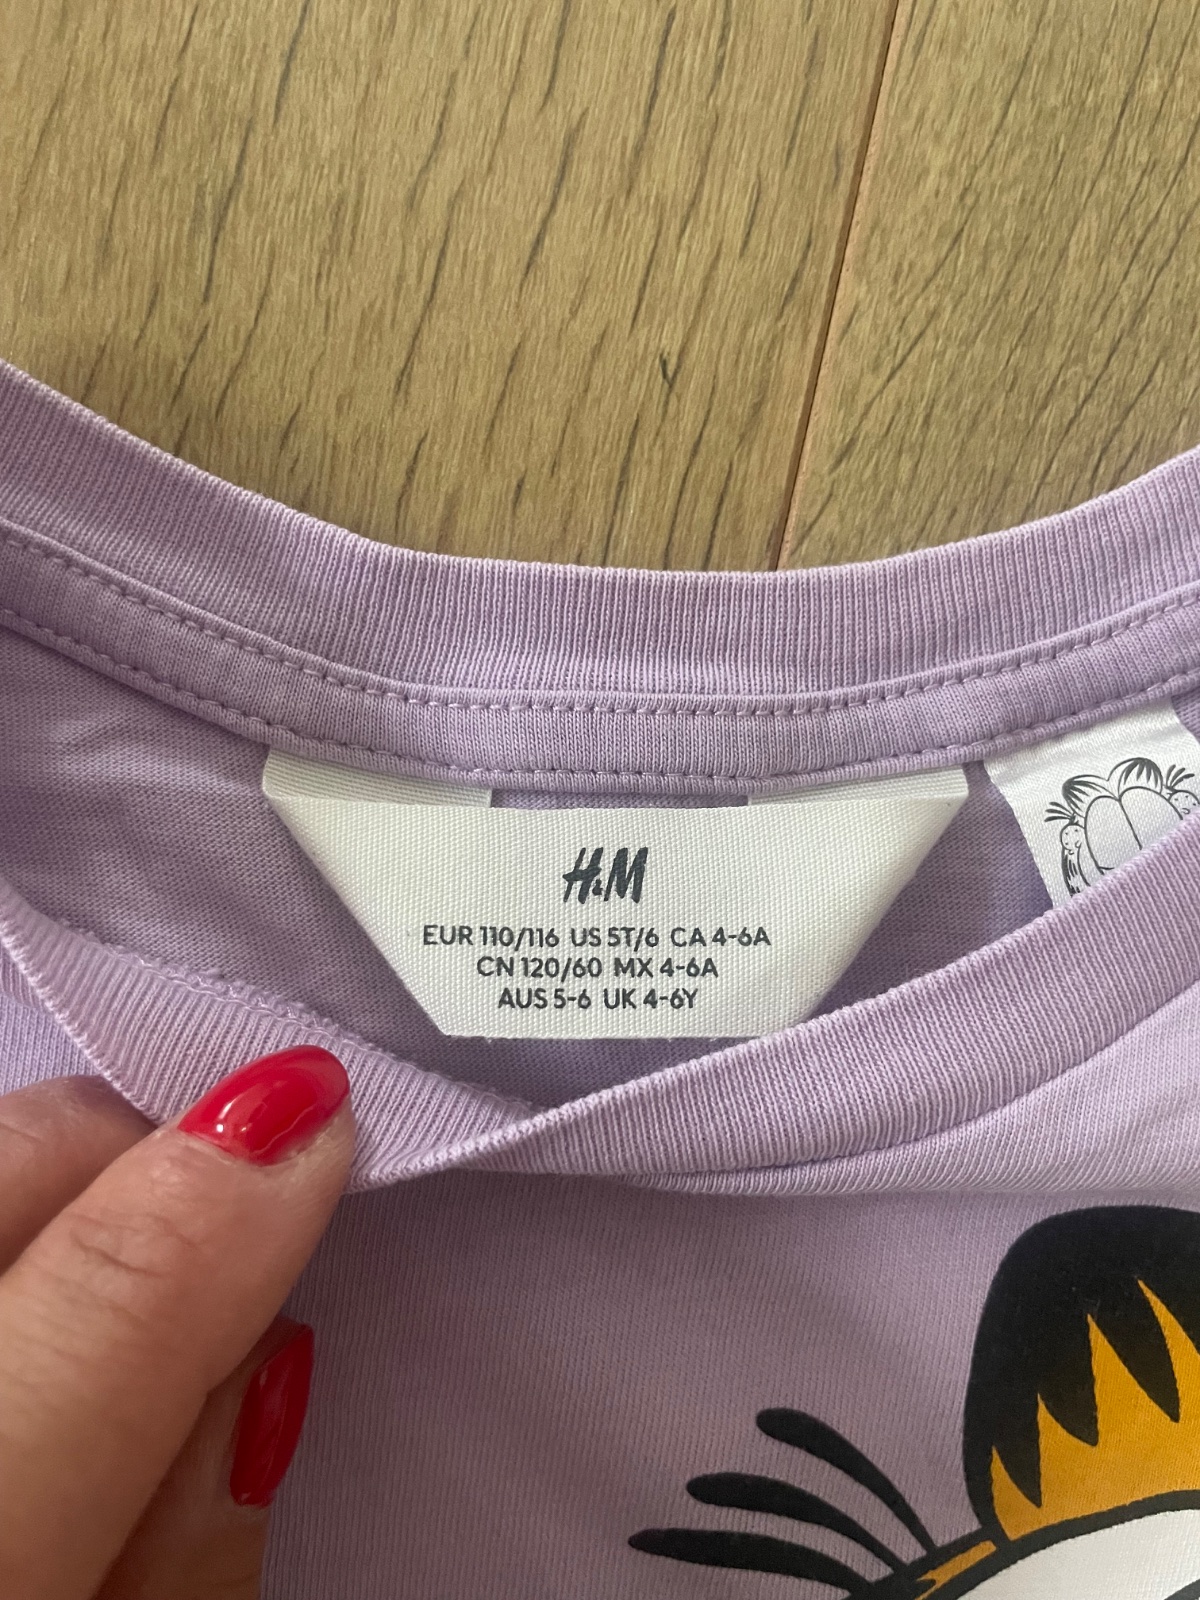 H&M
EUR 110/116 US 5T/6 CA 4-6A
CN 120/60 MX 4-6A
AUS 5-6 UK 4-6Y